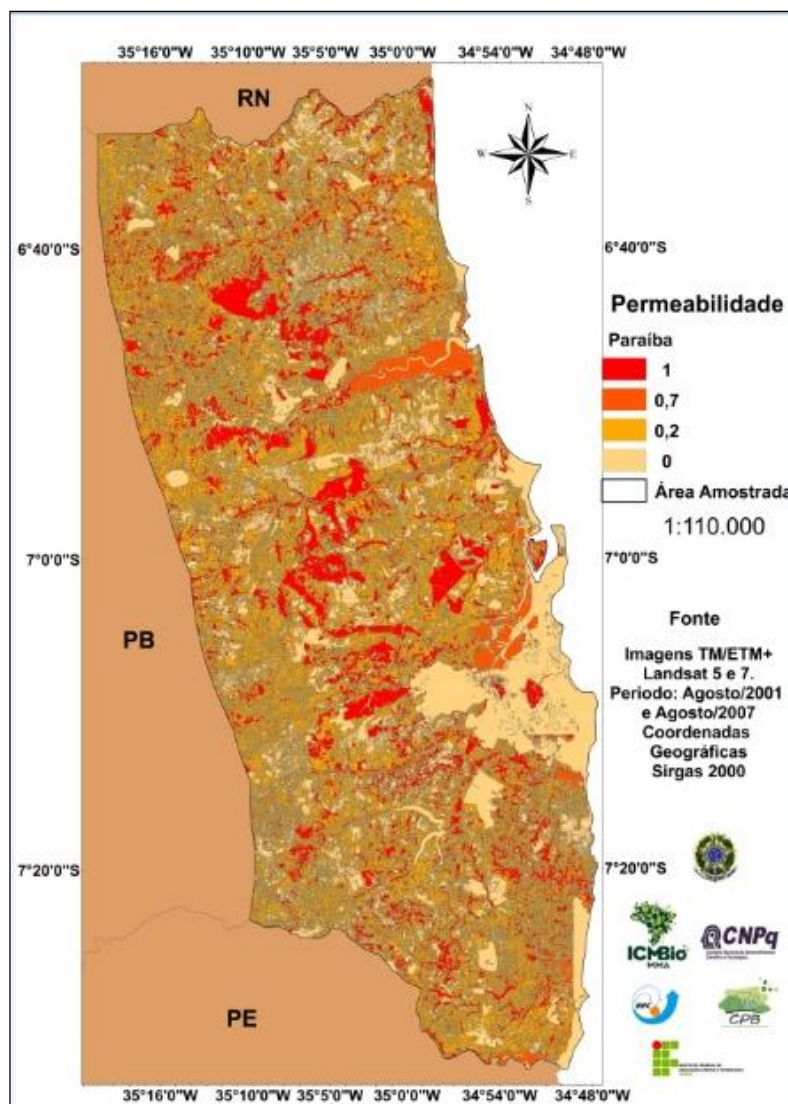 35°16'0"W 35°10'0"W 35°5'0"W 35°0'0"W 34°54'0"W 34°48'0"W
RN
N
W E
S
6°40'0"S 6°40'0"S
Permeabilidade
Paraíba
1
0,7
0,2
0
Área Amostrada
1:110.000
7°0'0"S 7°0'0"S
PB
Fonte
Imagens TM/ETM+
Landsat 5 e 7.
Periodo: Agosto/2001
e Agosto/2007
Coordenadas
Geográficas
Sirgas 2000
7°20'0"S 7°20'0"S
ICMBio
MMA
CNPq
CPB
PE
35°16'0"W 35°10'0"W 35°5'0"W 35°0'0"W 34°54'0"W 34°48'0"W